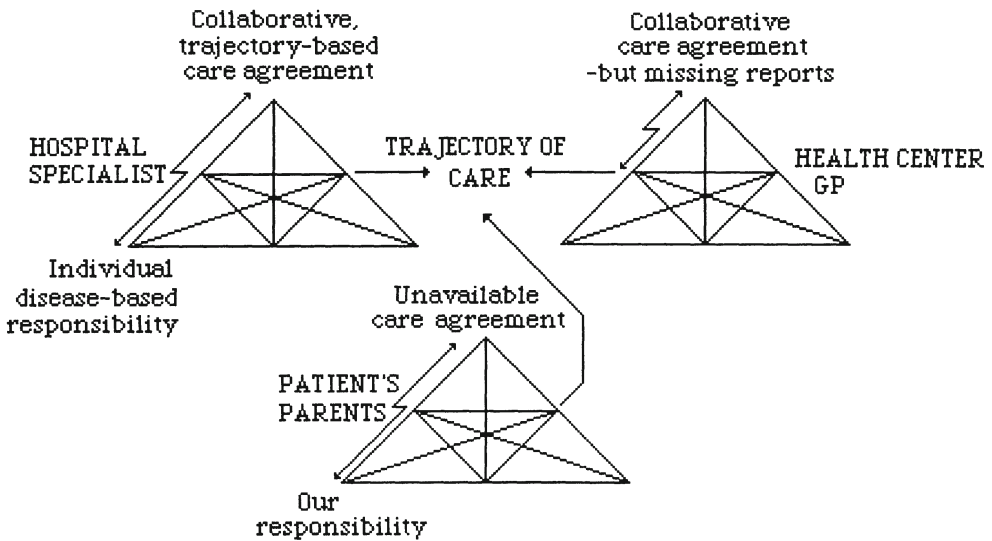 Collaborative,
trajectory-based
care agreement
Collaborative
care agreement
-but missing reports
HOSPITAL
SPECIALIST
TRAJECTORY OF
CARE
HEALTH CENTER
GP
Individual
disease-based
responsibility
Unavailable
care agreement
PATIENT'S
PARENTS
Our
responsibility